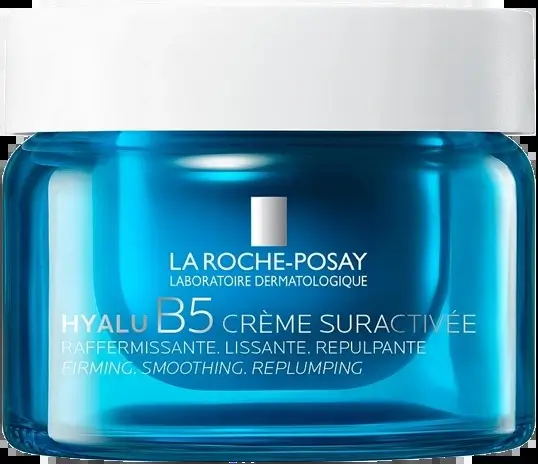 LA ROCHE-POSAY
LABORATOIRE DERMATOLOGIQUE
HYALU B5 CRÈME SURACTIVÉE
RAFFERMISSANTE. LISSANTE. REPULPANTE
FIRMING. SMOOTHING. REPLUMPING